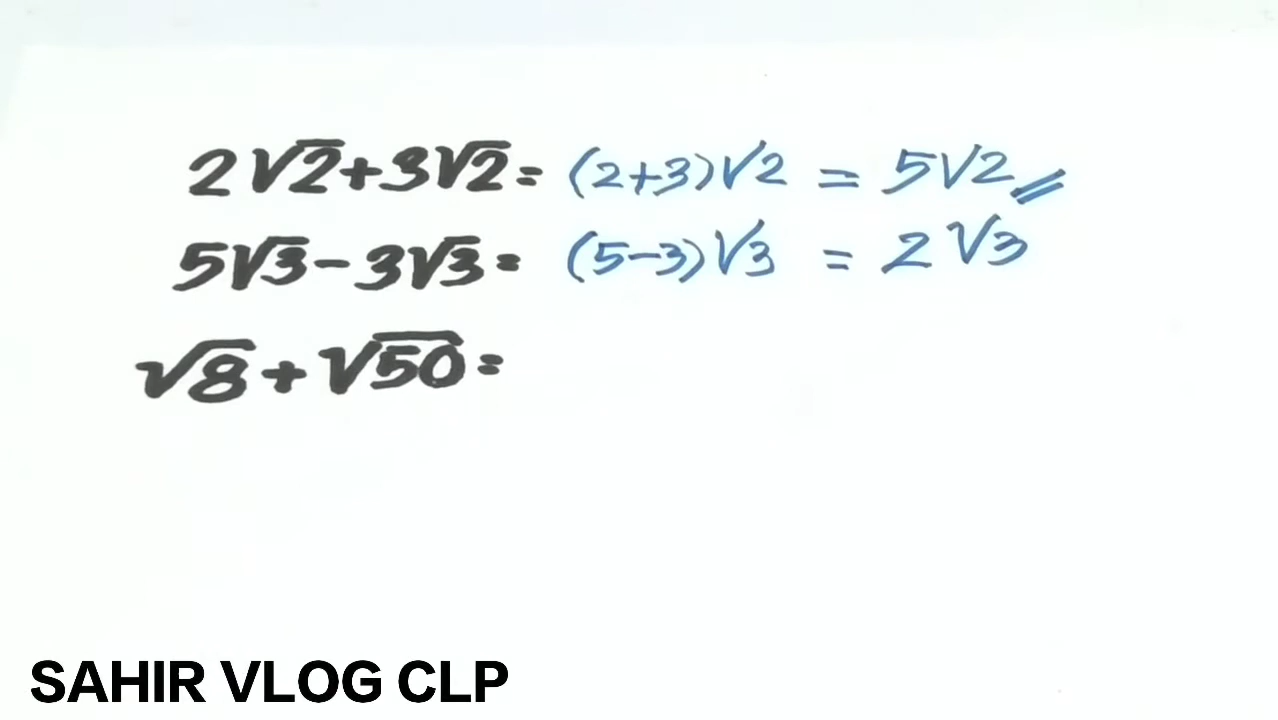 2√2+3√2= (2+3)√2 = 5√2
5√3-3√3= (5-3)√3 = 2√3
√8+√50=
SAHIR VLOG CLP